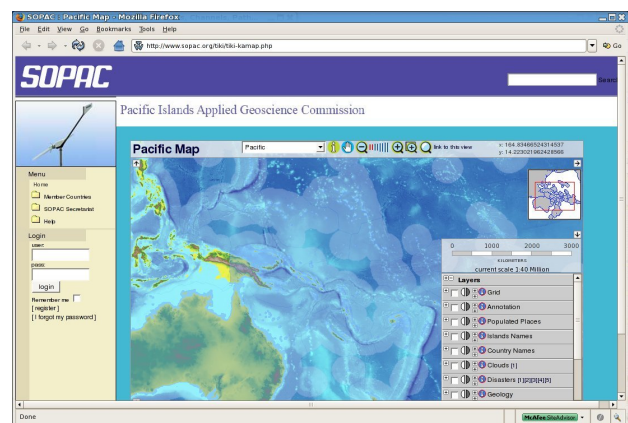 SOPAC : Pacific Map - Mozilla Firefox
File Edit View Go Bookmarks Tools Help
http://www.sopac.org/tiki/tiki-kamap.php
Go
SOPAC
Search
Pacific Islands Applied Geoscience Commission
Pacific Map
Pacific
link to this view
x: 164.83466524314537
y: 14.223021962428566
Menu
Home
Member Countries
SOPAC Secretariat
Help
Login
user:
pass:
login
Remember me
[ register ]
[ I forgot my password ]
0 1000 2000 3000
KILOMETERS
current scale 1:40 Million
Layers
Grid
Annotation
Populated Places
Islands Names
Country Names
Clouds [1]
Disasters [1][2][3][4][5]
Geology
Done
McAfee SiteAdvisor